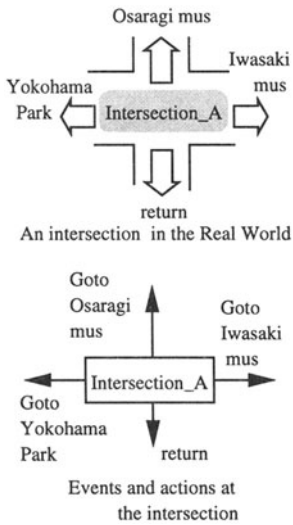 Osaragi mus
Iwasaki
mus
Yokohama
Park
Intersection_A
return
An intersection in the Real World
Goto
Osaragi
mus
Goto
Iwasaki
mus
Intersection_A
Goto
Yokohama
Park
return
Events and actions at
the intersection